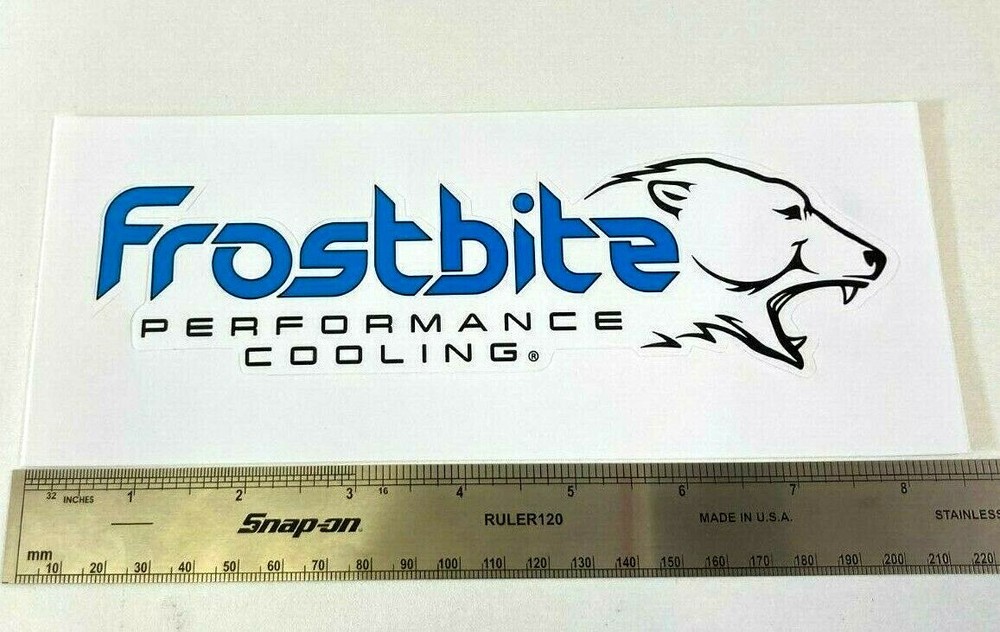 Frostbite
PERFORMANCE
COOLING®
32 INCHES 1 2 3 16 4 5 6 7 8
Snap-on RULER120 MADE IN U.S.A. STAINLESS
mm
10 20 30 40 50 60 70 80 90 100 110 120 130 140 150 160 170 180 190 200 210 220